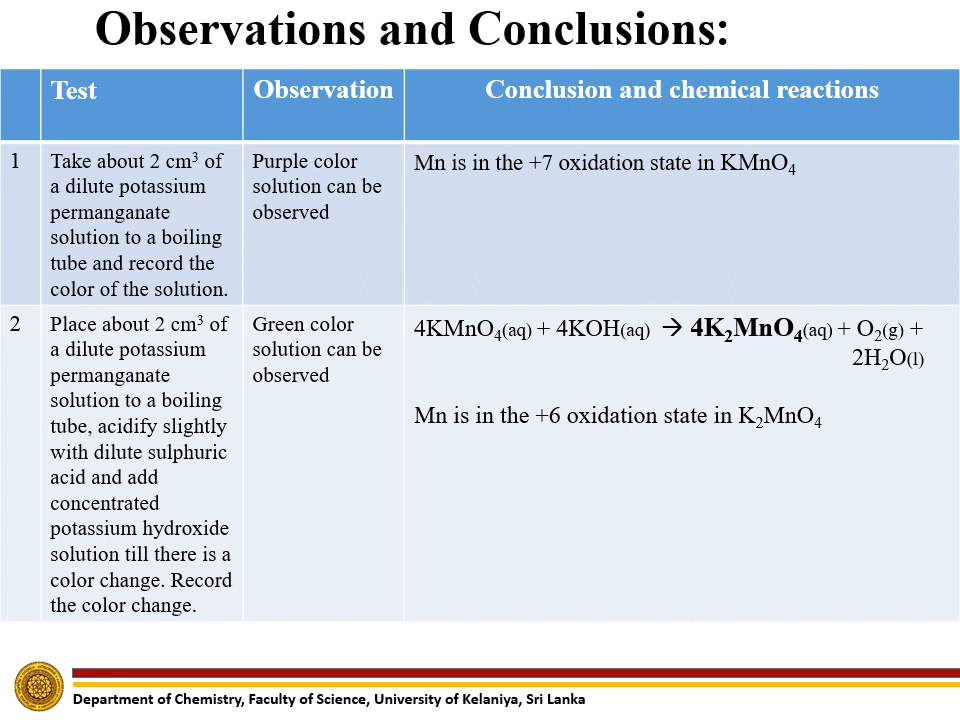 Observations and Conclusions:
Test
Observation
Conclusion and chemical reactions
1
Take about 2 cm³ of
a dilute potassium
permanganate
solution to a boiling
tube and record the
color of the solution.
Purple color
solution can be
observed
Mn is in the +7 oxidation state in KMnO₄
2
Place about 2 cm³ of
a dilute potassium
permanganate
solution to a boiling
tube, acidify slightly
with dilute sulphuric
acid and add
concentrated
potassium hydroxide
solution till there is a
color change. Record
the color change.
Green color
solution can be
observed
4KMnO₄(aq) + 4KOH(aq) → 4K₂MnO₄(aq) + O₂(g) +
2H₂O(l)
Mn is in the +6 oxidation state in K₂MnO₄
Department of Chemistry, Faculty of Science, University of Kelaniya, Sri Lanka